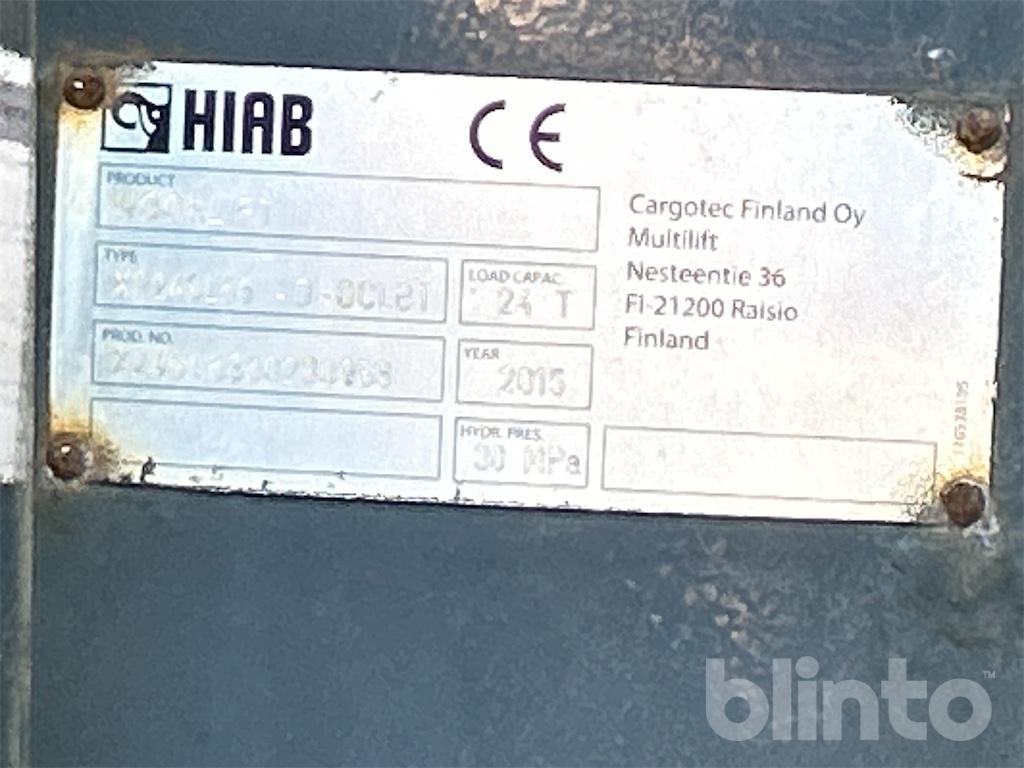 HIAB
CE
PRODUCT
TYPE
LOAD CAPAC.
24 T
PROD. NO.
YEAR
2015
HYDR. PRES.
30 MPa
Cargotec Finland Oy
Multilift
Nesteentie 36
FI-21200 Raisio
Finland
blinto™